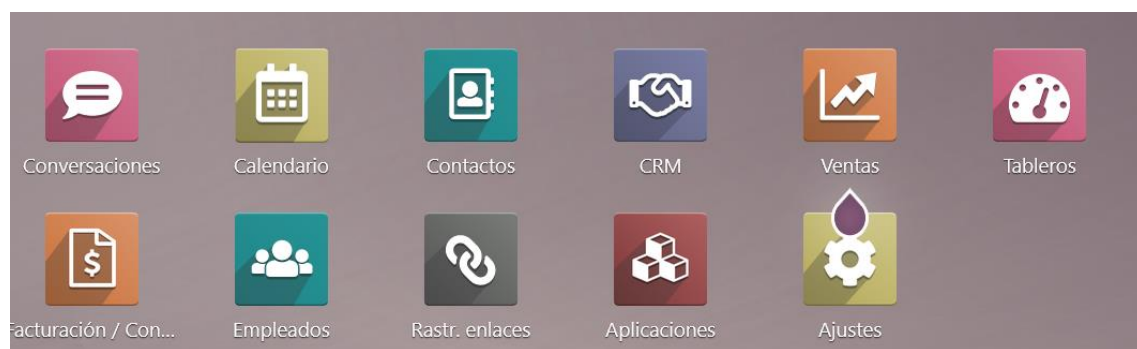 Conversaciones
Calendario
Contactos
CRM
Ventas
Tableros
Facturación / Con...
Empleados
Rastr. enlaces
Aplicaciones
Ajustes